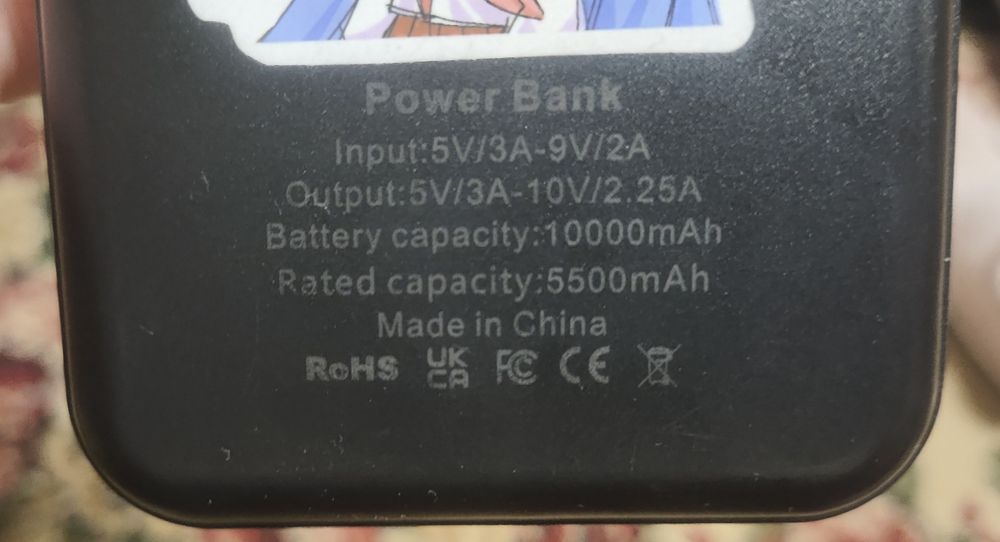 Power Bank
Input:5V/3A-9V/2A
Output:5V/3A-10V/2.25A
Battery capacity:10000mAh
Rated capacity:5500mAh
Made in China
RoHS UK CA FC CE